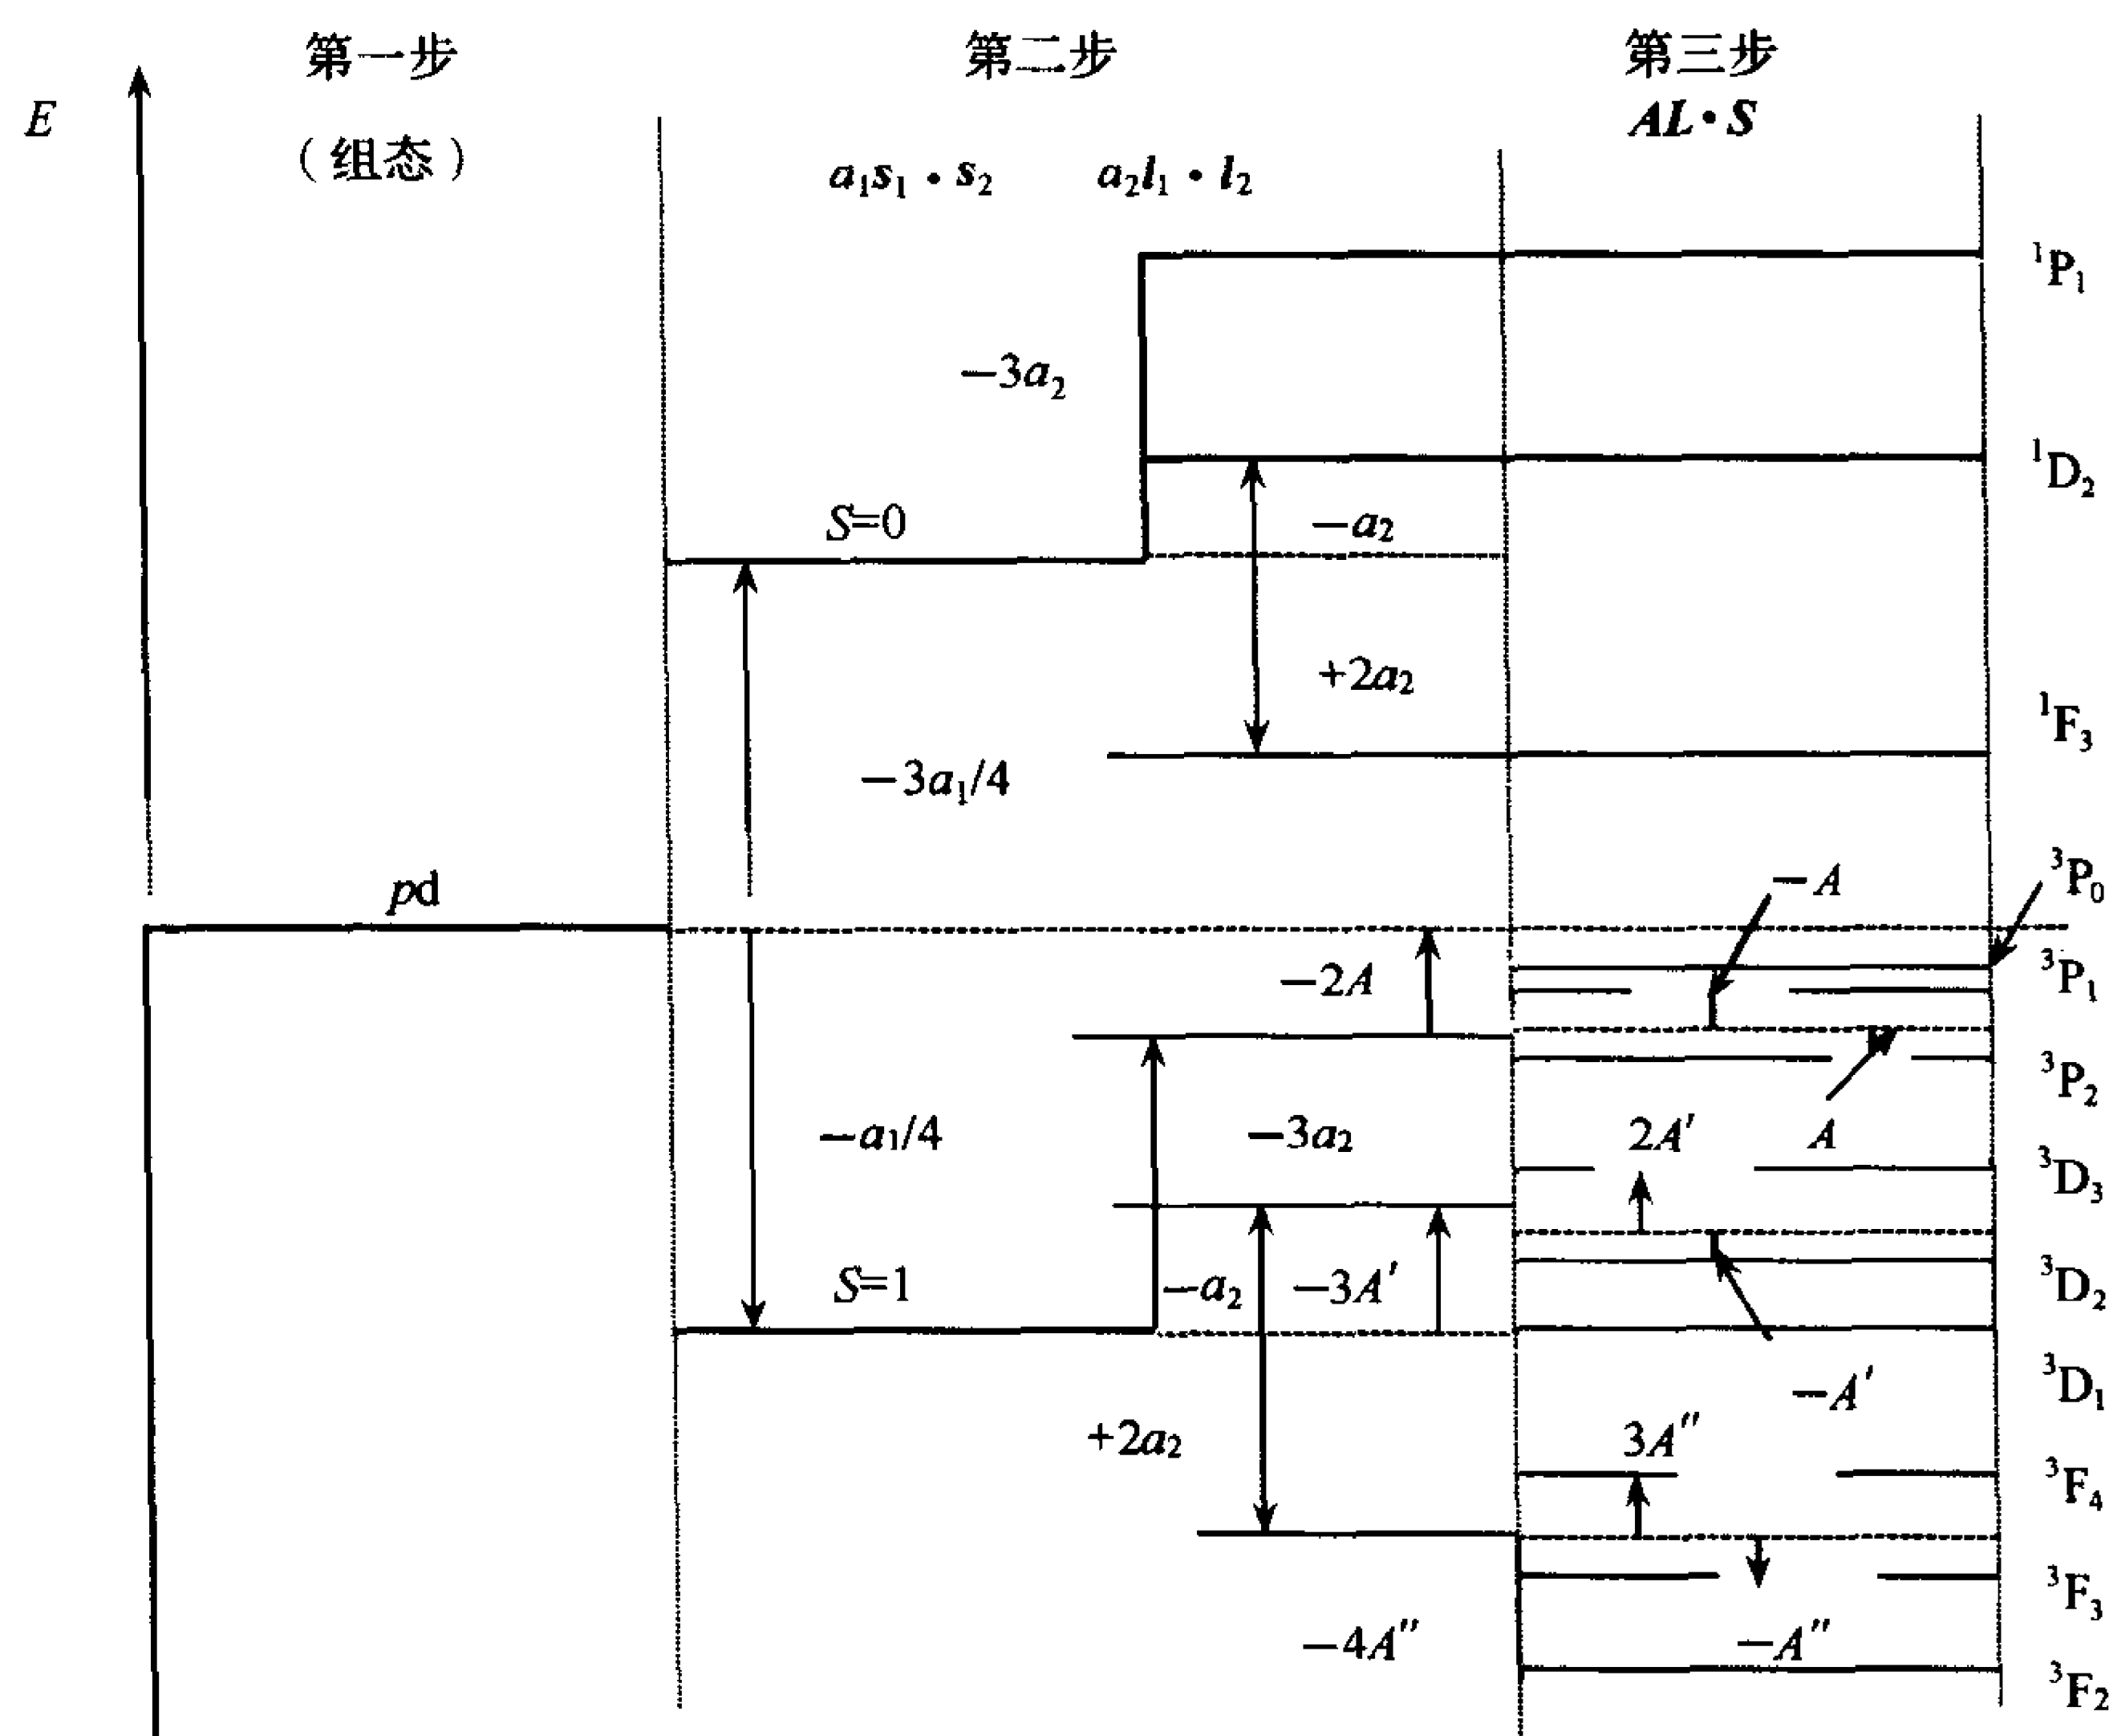 第一步
第二步
第三步
E
（组态）
a₁s₁·s₂
a₂l₁·l₂
AL·S
¹P₁
−3a₂
¹D₂
S=0
−a₂
+2a₂
¹F₃
−3a₁/4
pd
−A
³P₀
−2A
³P₁
³P₂
−a₁/4
−3a₂
2A′
A
³D₃
S=1
−a₂
−3A′
³D₂
−A′
³D₁
+2a₂
3A″
³F₄
³F₃
−4A″
−A″
³F₂